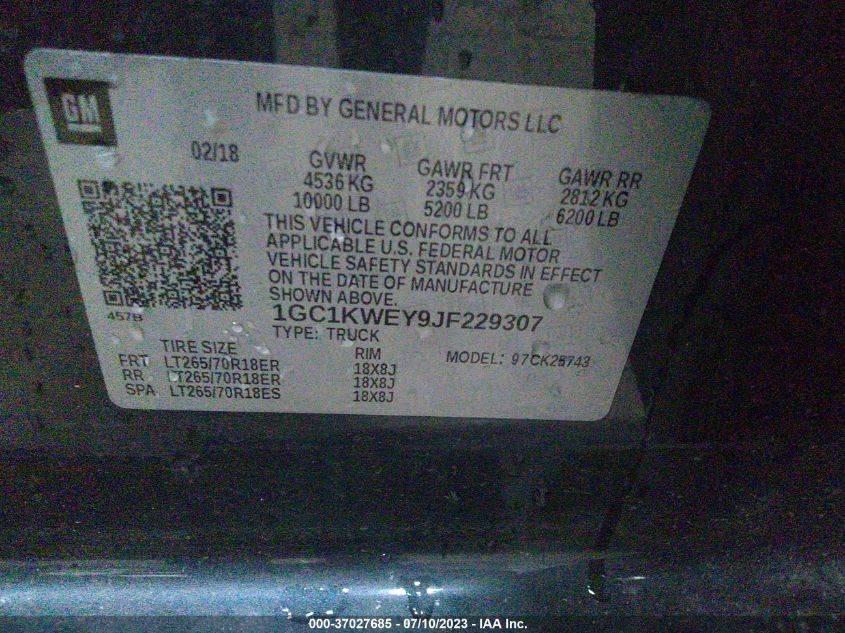 GM
MFD BY GENERAL MOTORS LLC
02/18
GVWR
4536 KG
10000 LB
GAWR FRT
2359 KG
5200 LB
GAWR RR
2812 KG
6200 LB
THIS VEHICLE CONFORMS TO ALL
APPLICABLE U.S. FEDERAL MOTOR
VEHICLE SAFETY STANDARDS IN EFFECT
ON THE DATE OF MANUFACTURE
SHOWN ABOVE.
457B
1GC1KWEY9JF229307
TYPE: TRUCK
TIRE SIZE RIM MODEL: 97CK25743
FRT LT265/70R18ER 18X8J
RR LT265/70R18ER 18X8J
SPA LT265/70R18ES 18X8J
000-37027685 - 07/10/2023 - IAA Inc.